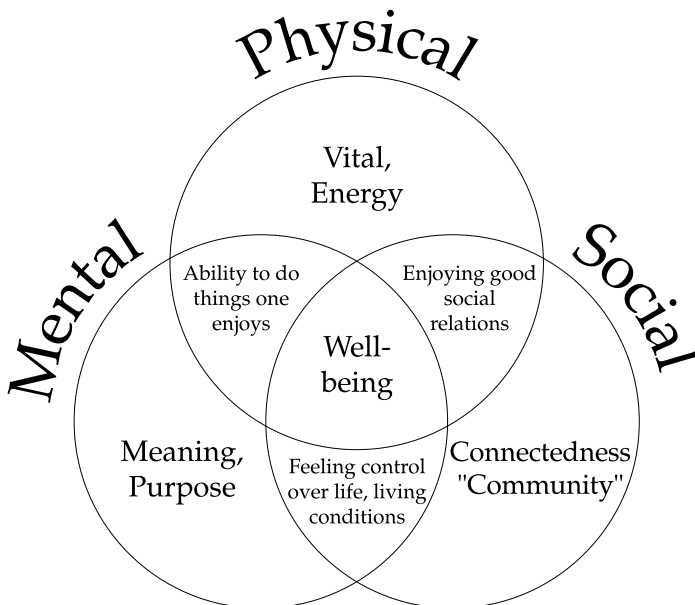 Physical
Vital,
Energy
Mental
Social
Ability to do
things one
enjoys
Enjoying good
social
relations
Well-
being
Meaning,
Purpose
Feeling control
over life, living
conditions
Connectedness
"Community"